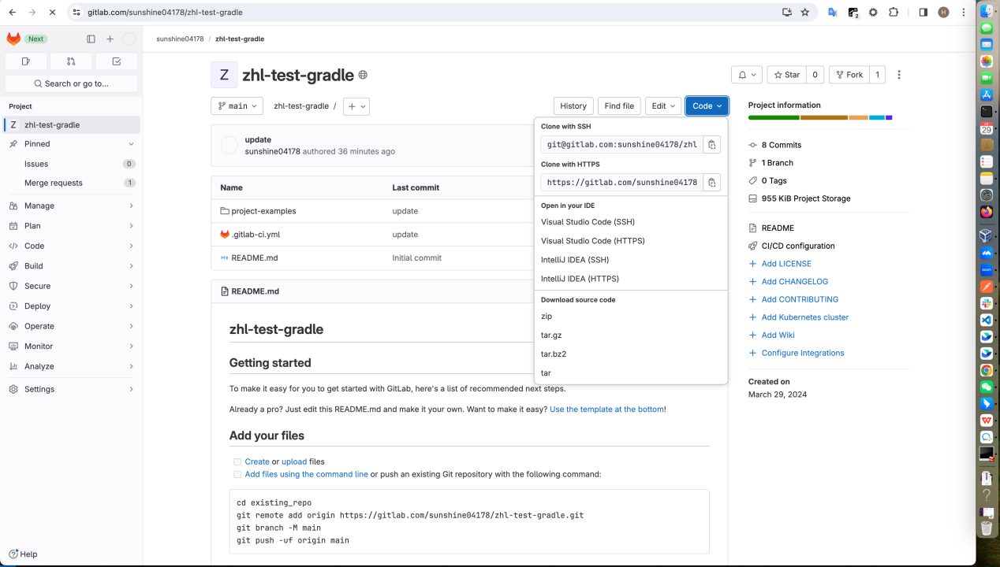 gitlab.com/sunshine04178/zhl-test-gradle
2
H
Next
sunshine04178 / zhl-test-gradle
Search or go to...
Project
Z zhl-test-gradle
Pinned
Issues 0
Merge requests 1
Manage
Plan
Code
Build
Secure
Deploy
Operate
Monitor
Analyze
Settings
Help
Z zhl-test-gradle
Star 0
Fork 1
main
zhl-test-gradle /
History
Find file
Edit
Code
update
sunshine04178 authored 36 minutes ago
Name Last commit
project-examples update
.gitlab-ci.yml update
README.md Initial commit
README.md
zhl-test-gradle
Getting started
To make it easy for you to get started with GitLab, here's a list of recommended next steps.
Already a pro? Just edit this README.md and make it your own. Want to make it easy? Use the template at the bottom!
Add your files
Create or upload files
Add files using the command line or push an existing Git repository with the following command:
cd existing_repo
git remote add origin https://gitlab.com/sunshine04178/zhl-test-gradle.git
git branch -M main
git push -uf origin main
Clone with SSH
git@gitlab.com:sunshine04178/zhl
Clone with HTTPS
https://gitlab.com/sunshine04178
Open in your IDE
Visual Studio Code (SSH)
Visual Studio Code (HTTPS)
IntelliJ IDEA (SSH)
IntelliJ IDEA (HTTPS)
Download source code
zip
tar.gz
tar.bz2
tar
Project information
8 Commits
1 Branch
0 Tags
955 KiB Project Storage
README
CI/CD configuration
Add LICENSE
Add CHANGELOG
Add CONTRIBUTING
Add Kubernetes cluster
Add Wiki
Configure Integrations
Created on
March 29, 2024
29
zoom